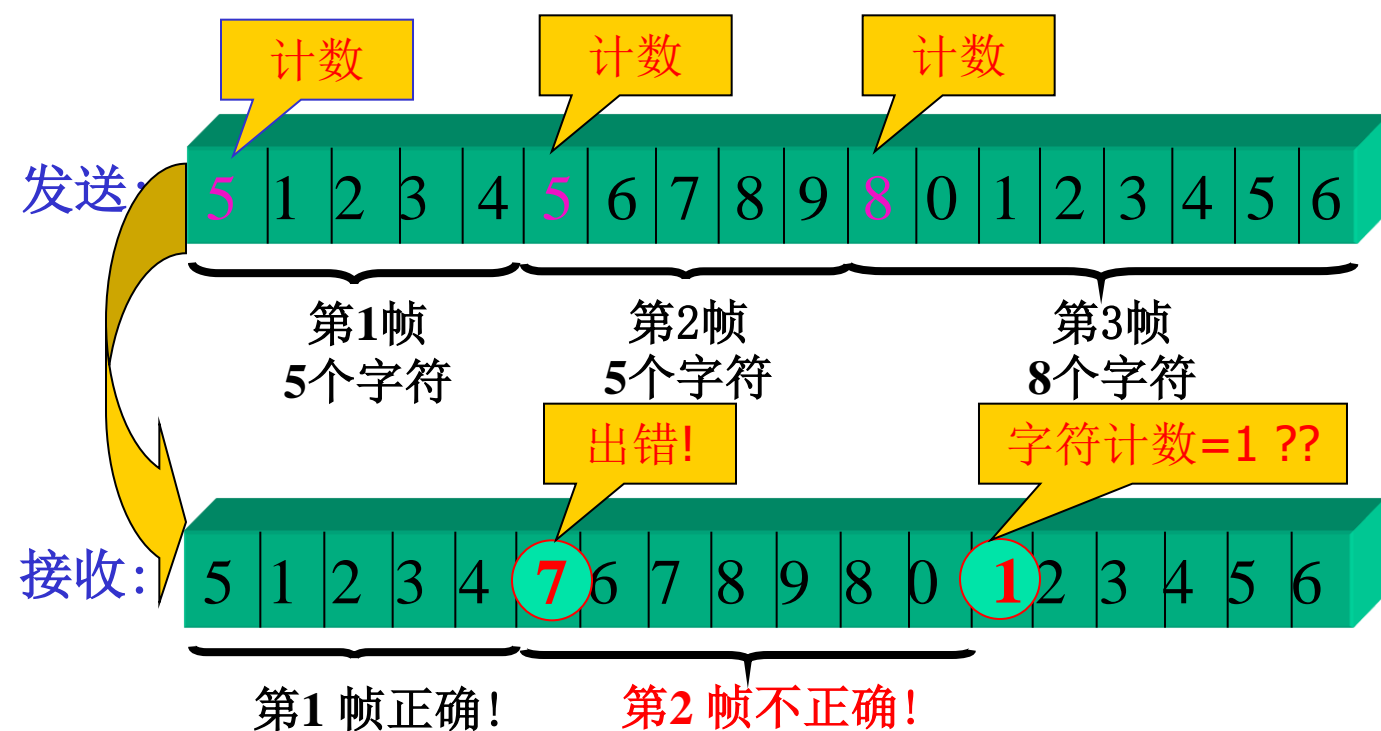 计数 计数 计数
发送: 5 1 2 3 4 5 6 7 8 9 8 0 1 2 3 4 5 6
第1帧 第2帧 第3帧
5个字符 5个字符 8个字符
出错! 字符计数=1 ??
接收: 5 1 2 3 4 7 6 7 8 9 8 0 1 2 3 4 5 6
第1 帧正确! 第2 帧不正确!